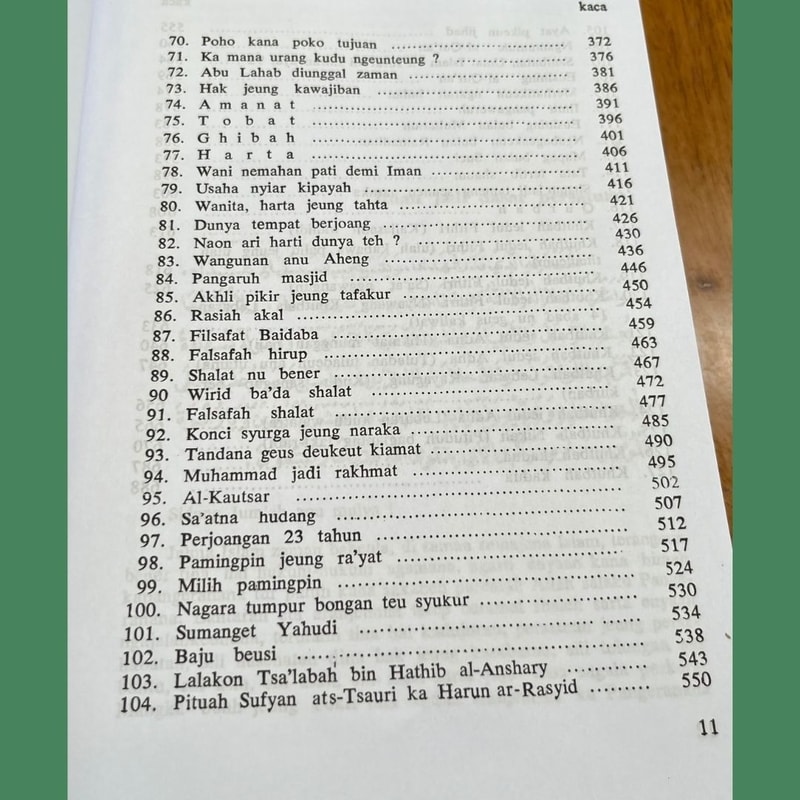 kaca
70. Poho kana poko tujuan .......................... 372
71. Ka mana urang kudu ngeunteung ? .......................... 376
72. Abu Lahab diunggal zaman .......................... 381
73. Hak jeung kawajiban .......................... 386
74. A m a n a t .......................... 391
75. T o b a t .......................... 396
76. G h i b a h .......................... 401
77. H a r t a .......................... 406
78. Wani nemahan pati demi Iman .......................... 411
79. Usaha nyiar kipayah .......................... 416
80. Wanita, harta jeung tahta .......................... 421
81. Dunya tempat berjoang .......................... 426
82. Naon ari harti dunya teh ? .......................... 430
83. Wangunan anu Aheng .......................... 436
84. Pangaruh masjid .......................... 446
85. Akhli pikir jeung tafakur .......................... 450
86. Rasiah akal .......................... 454
87. Filsafat Baidaba .......................... 459
88. Falsafah hirup .......................... 463
89. Shalat nu bener .......................... 467
90 Wirid ba'da shalat .......................... 472
91. Falsafah shalat .......................... 477
92. Konci syurga jeung naraka .......................... 485
93. Tandana geus deukeut kiamat .......................... 490
94. Muhammad jadi rakhmat .......................... 495
95. Al-Kautsar .......................... 502
96. Sa'atna hudang .......................... 507
97. Perjoangan 23 tahun .......................... 512
98. Pamingpin jeung ra'yat .......................... 517
99. Milih pamingpin .......................... 524
100. Nagara tumpur bongan teu syukur .......................... 530
101. Sumanget Yahudi .......................... 534
102. Baju beusi .......................... 538
103. Lalakon Tsa'labah bin Hathib al-Anshary ............ 543
104. Pituah Sufyan ats-Tsauri ka Harun ar-Rasyid ......... 550
11